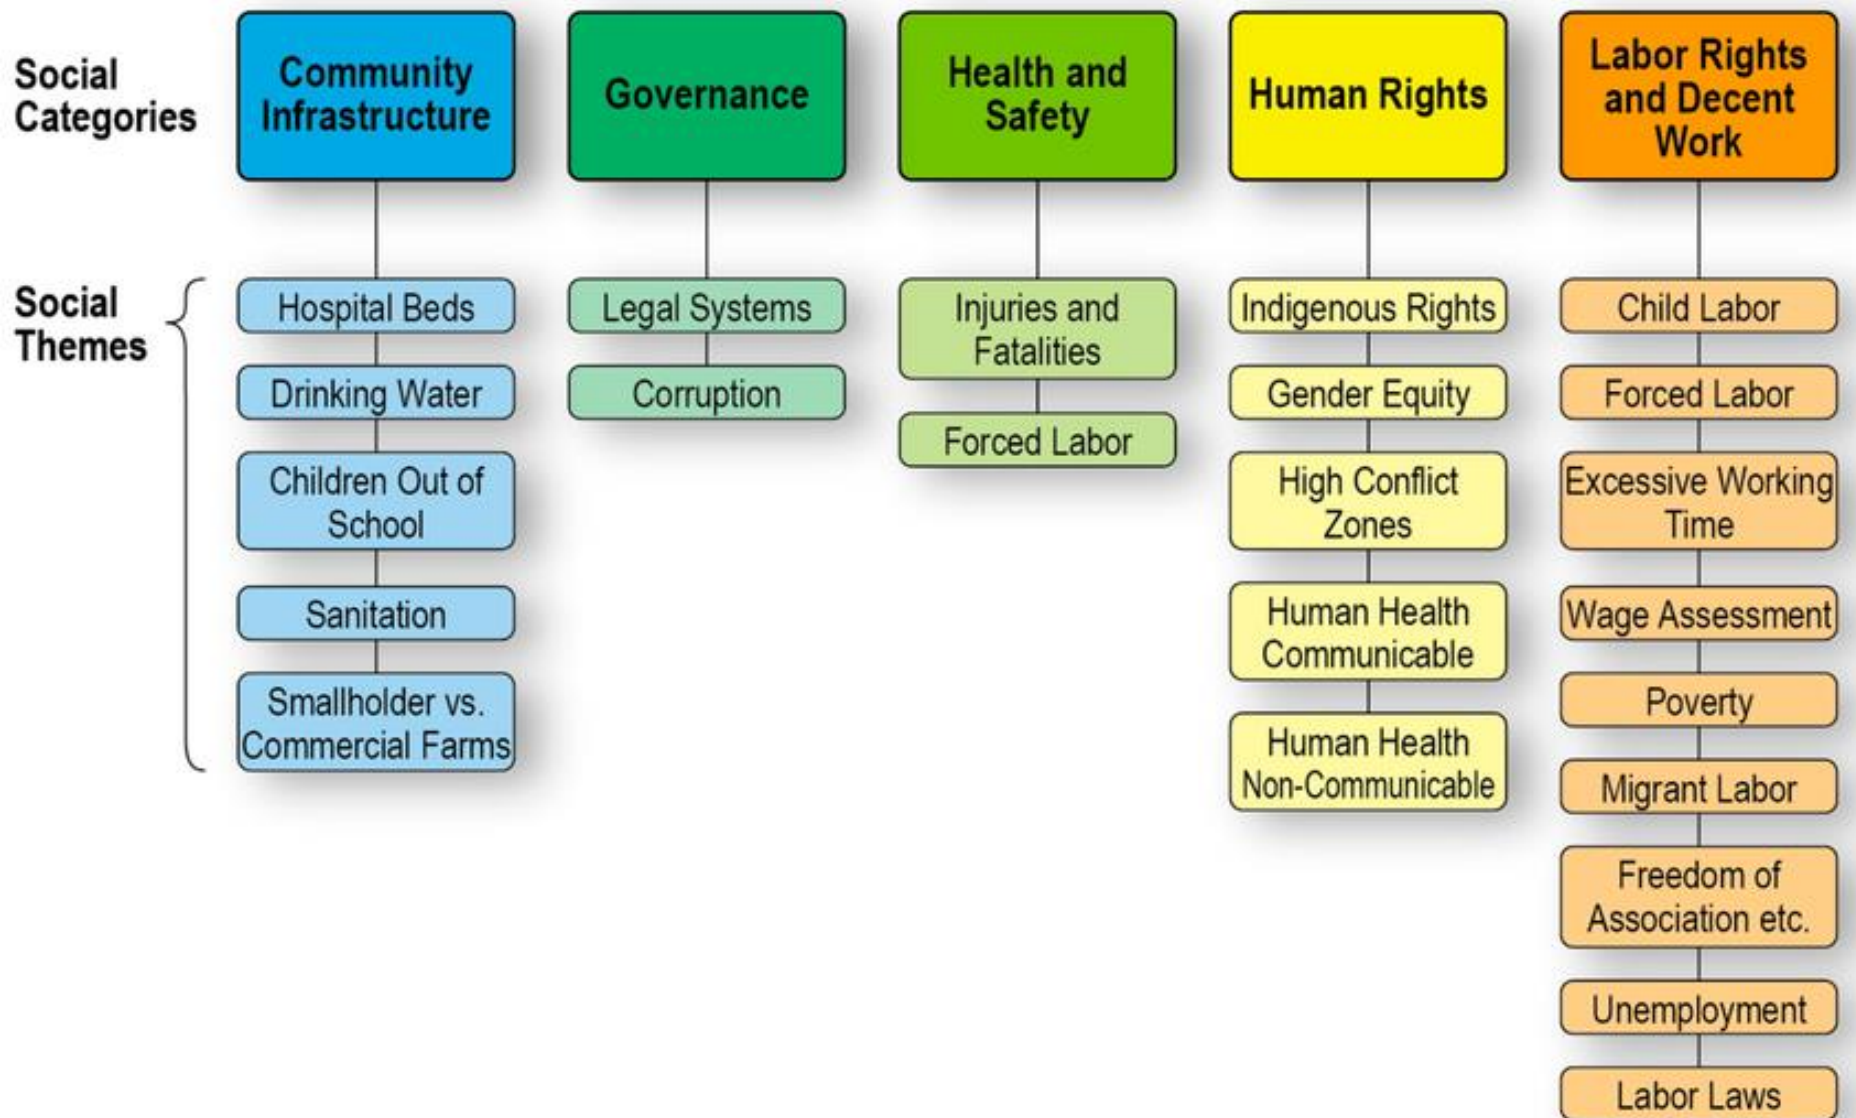 Social
Categories
Community
Infrastructure
Governance
Health and
Safety
Human Rights
Labor Rights
and Decent
Work
Social
Themes
Hospital Beds
Drinking Water
Children Out of
School
Sanitation
Smallholder vs.
Commercial Farms
Legal Systems
Corruption
Injuries and
Fatalities
Forced Labor
Indigenous Rights
Gender Equity
High Conflict
Zones
Human Health
Communicable
Human Health
Non-Communicable
Child Labor
Forced Labor
Excessive Working
Time
Wage Assessment
Poverty
Migrant Labor
Freedom of
Association etc.
Unemployment
Labor Laws